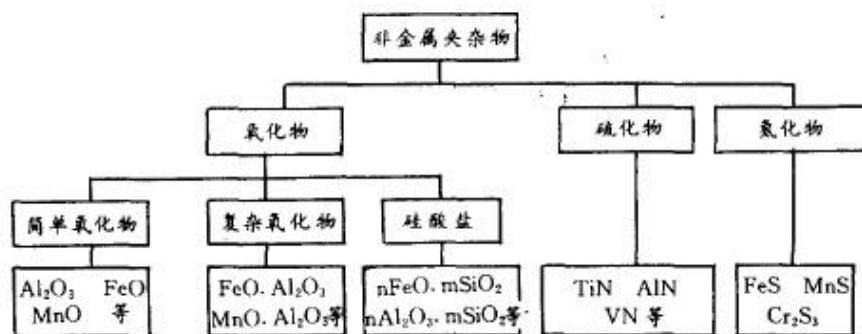 非金属夹杂物
氧化物
硫化物
氮化物
简单氧化物
复杂氧化物
硅酸盐
Al₂O₃ FeO
MnO 等
FeO.Al₂O₃
MnO.Al₂O₃等
nFeO.mSiO₂
nAl₂O₃.mSiO₂等
TiN AlN
VN 等
FeS MnS
Cr₂S₃